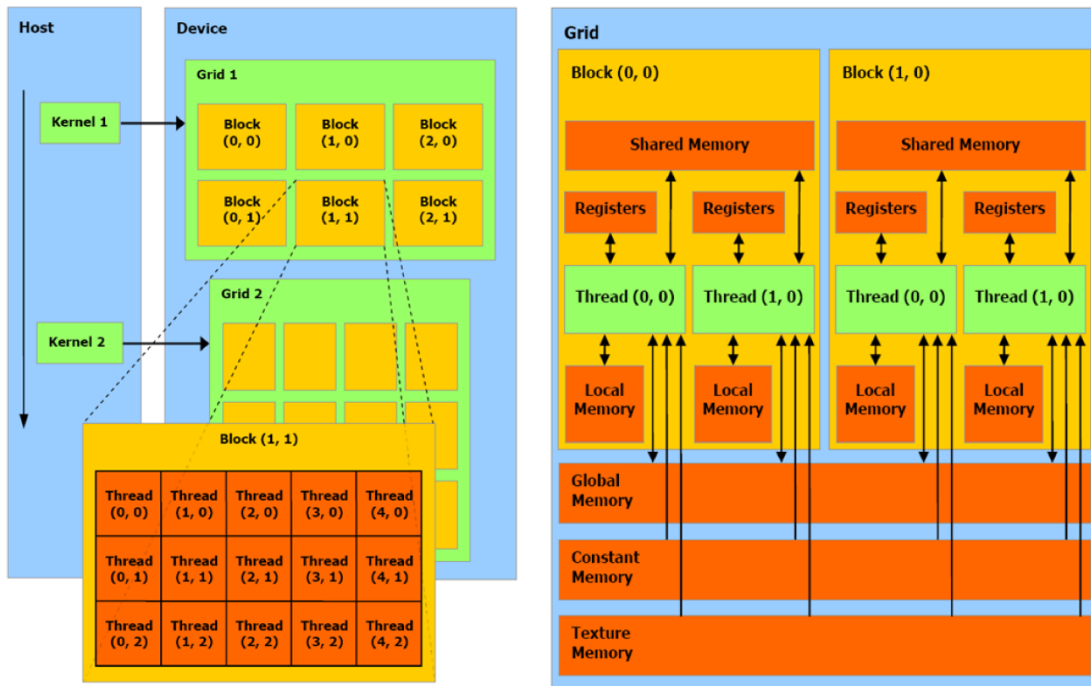 Host
Device
Grid 1
Kernel 1
Block
(0, 0)
Block
(1, 0)
Block
(2, 0)
Block
(0, 1)
Block
(1, 1)
Block
(2, 1)
Grid 2
Kernel 2
Block (1, 1)
Thread
(0, 0)
Thread
(1, 0)
Thread
(2, 0)
Thread
(3, 0)
Thread
(4, 0)
Thread
(0, 1)
Thread
(1, 1)
Thread
(2, 1)
Thread
(3, 1)
Thread
(4, 1)
Thread
(0, 2)
Thread
(1, 2)
Thread
(2, 2)
Thread
(3, 2)
Thread
(4, 2)
Grid
Block (0, 0)
Shared Memory
Registers
Registers
Thread (0, 0)
Thread (1, 0)
Local
Memory
Local
Memory
Block (1, 0)
Shared Memory
Registers
Registers
Thread (0, 0)
Thread (1, 0)
Local
Memory
Local
Memory
Global
Memory
Constant
Memory
Texture
Memory